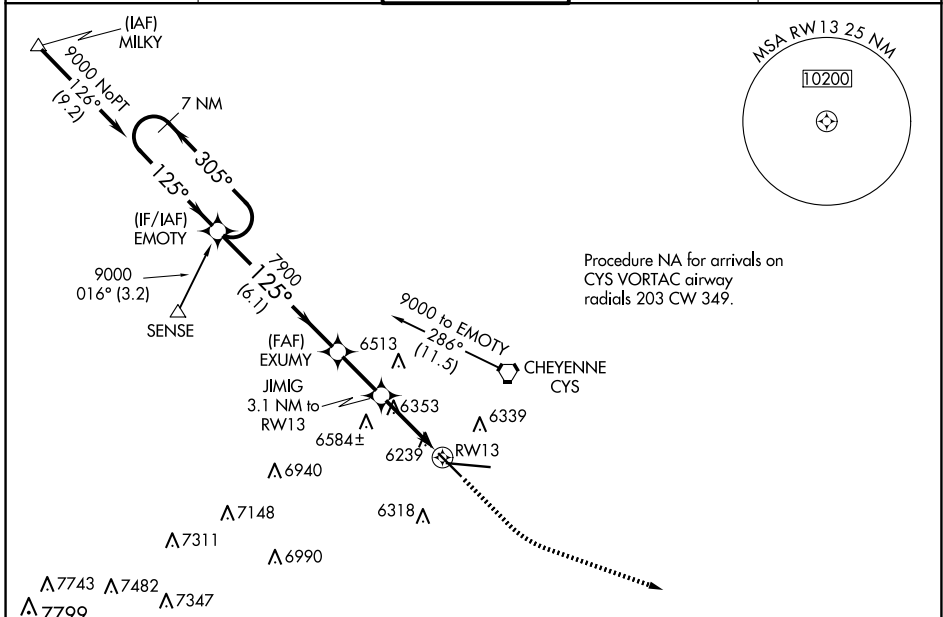 (IAF)
MILKY
9000 NoPT
126°
(9.2)
7 NM
305°
125°
(IF/IAF)
EMOTY
9000
016° (3.2)
SENSE
7900
125°
(6.1)
MSA RW13 25 NM
10200
Procedure NA for arrivals on
CYS VORTAC airway
radials 203 CW 349.
9000 to EMOTY
286°
(11.5)
CHEYENNE
CYS
(FAF)
EXUMY
6513
JIMIG
3.1 NM to
RW13
6353
6339
6584±
6239
RW13
6940
7148
6318
7311
6990
7743
7482
7347
7799